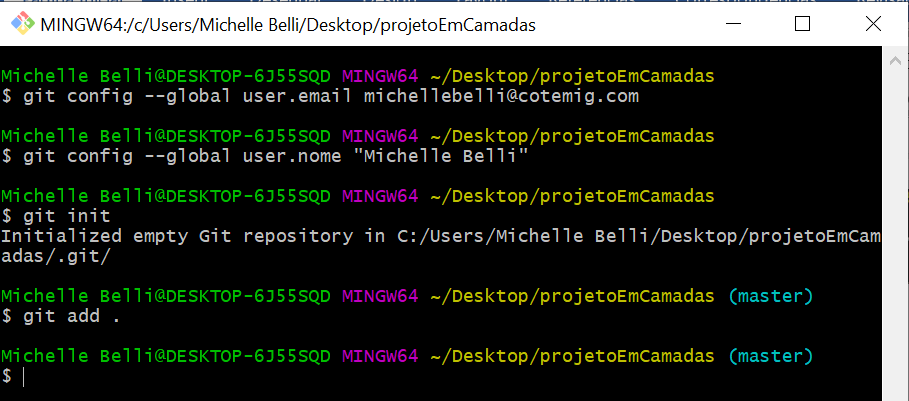 MINGW64:/c/Users/Michelle Belli/Desktop/projetoEmCamadas
Michelle Belli@DESKTOP-6J55SQD MINGW64 ~/Desktop/projetoEmCamadas
$ git config --global user.email michellebelli@cotemig.com
Michelle Belli@DESKTOP-6J55SQD MINGW64 ~/Desktop/projetoEmCamadas
$ git config --global user.nome "Michelle Belli"
Michelle Belli@DESKTOP-6J55SQD MINGW64 ~/Desktop/projetoEmCamadas
$ git init
Initialized empty Git repository in C:/Users/Michelle Belli/Desktop/projetoEmCam
adas/.git/
Michelle Belli@DESKTOP-6J55SQD MINGW64 ~/Desktop/projetoEmCamadas (master)
$ git add .
Michelle Belli@DESKTOP-6J55SQD MINGW64 ~/Desktop/projetoEmCamadas (master)
$